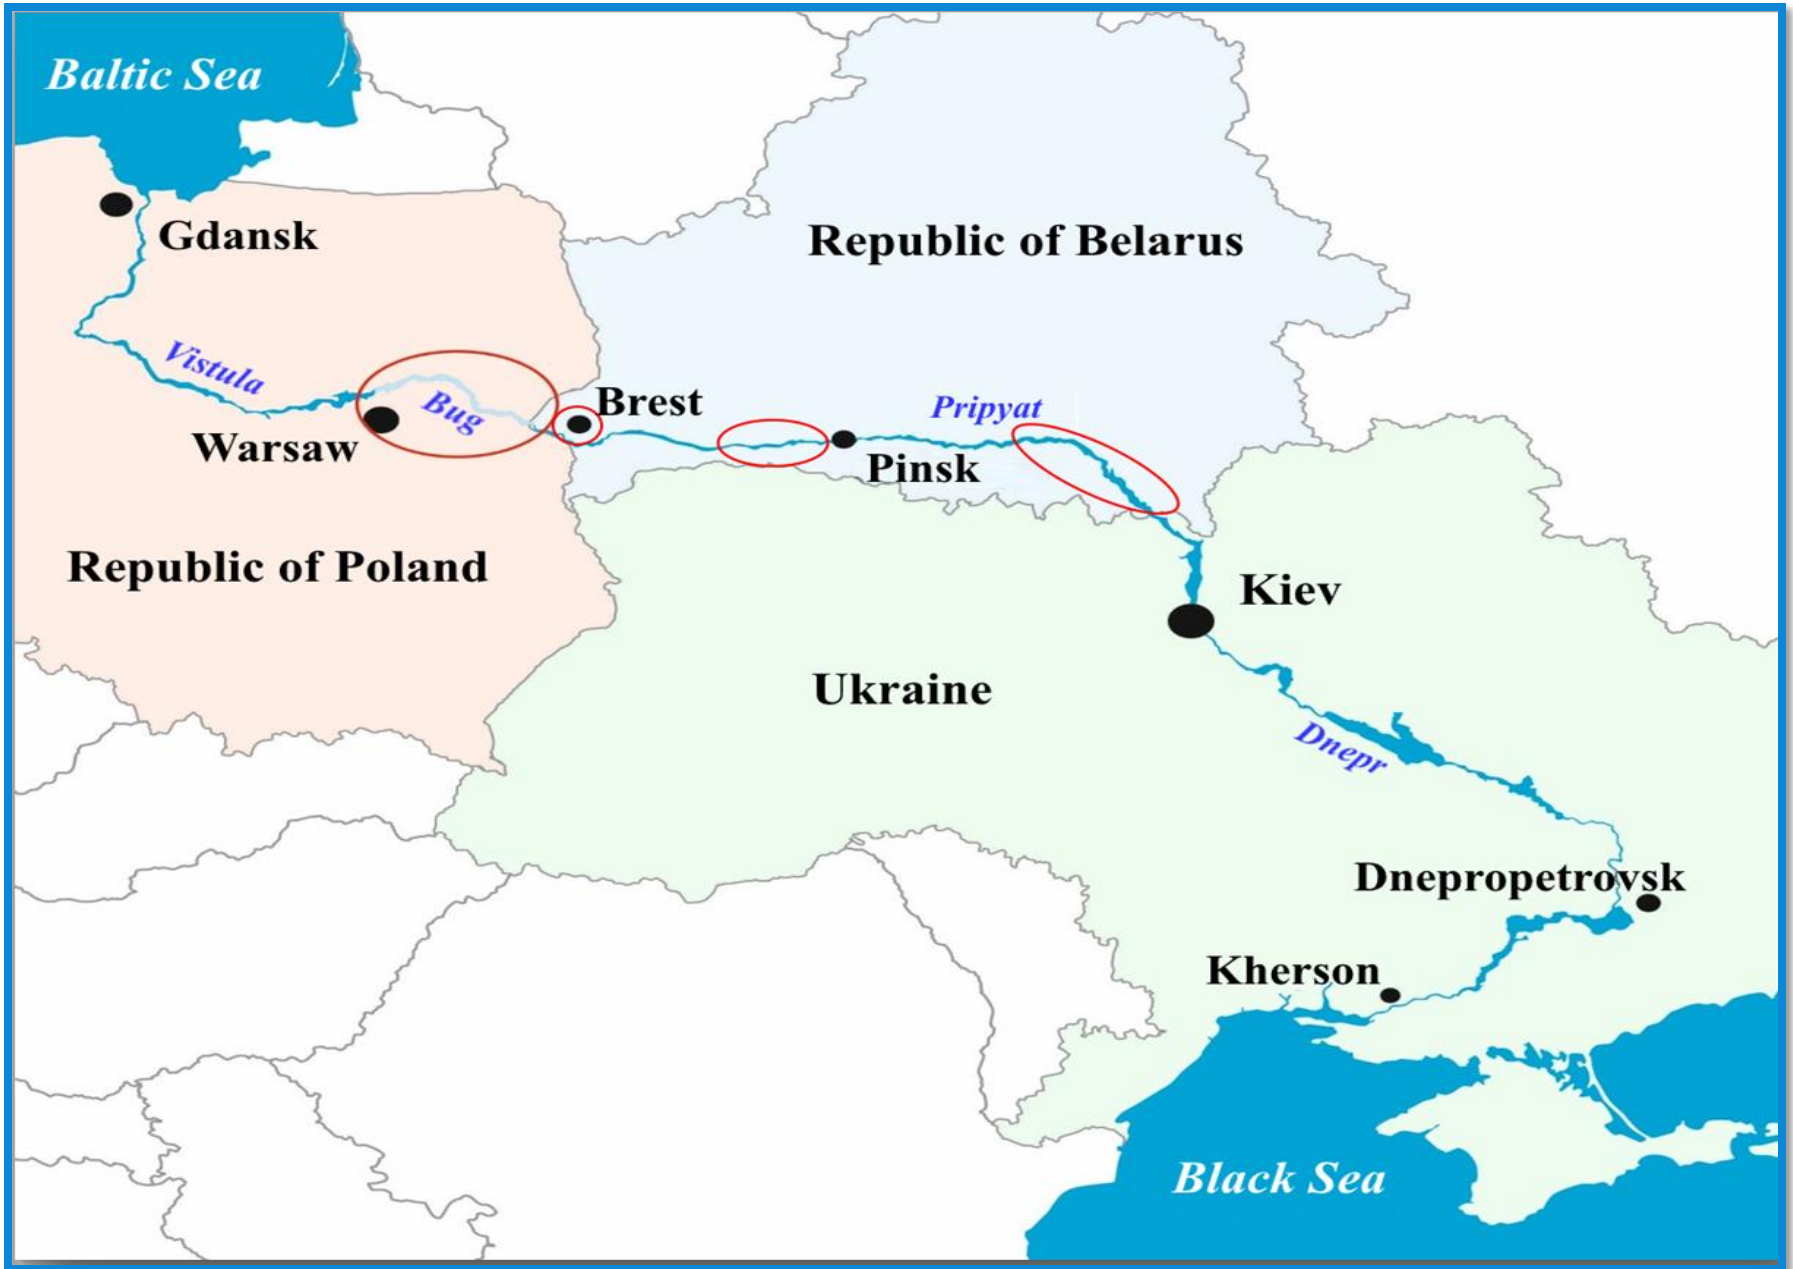 Baltic Sea
Gdansk
Republic of Belarus
Vistula
Bug
Brest
Pripyat
Warsaw
Pinsk
Republic of Poland
Kiev
Ukraine
Dnepr
Dnepropetrovsk
Kherson
Black Sea